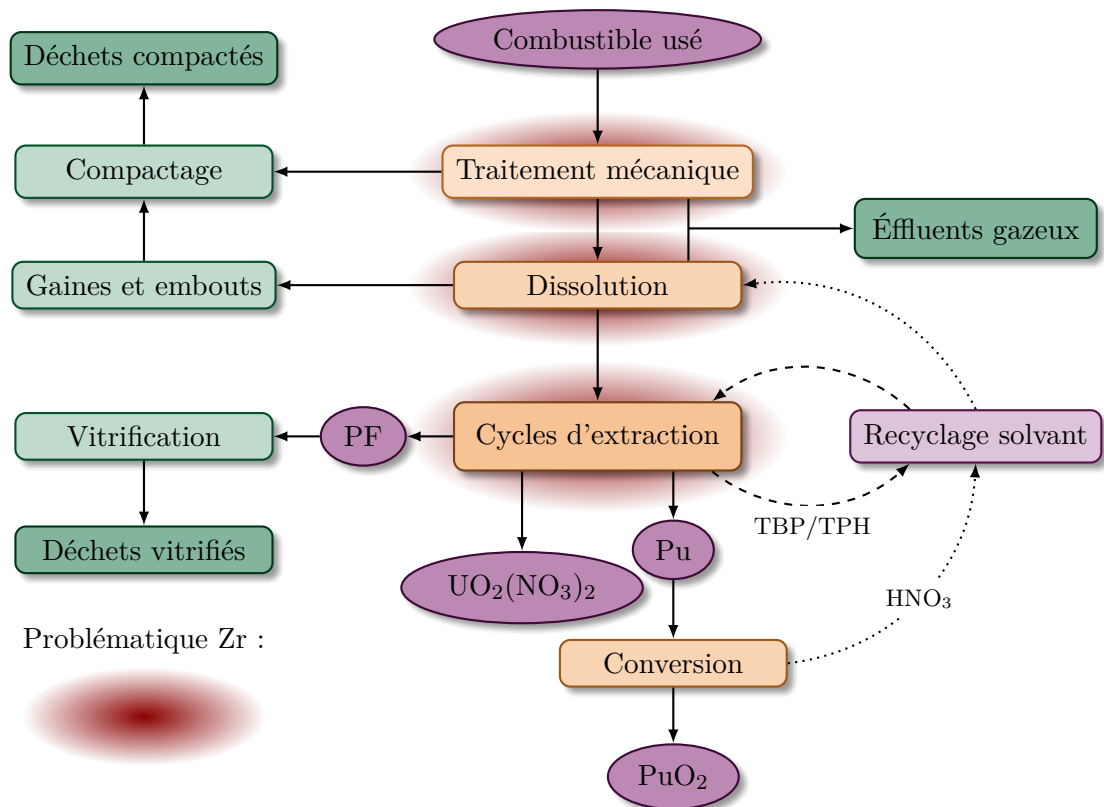 Combustible usé
Déchets compactés
Compactage
Traitement mécanique
Éffluents gazeux
Gaines et embouts
Dissolution
Vitrification
PF
Cycles d'extraction
Recyclage solvant
TBP/TPH
Déchets vitrifiés
Pu
UO₂(NO₃)₂
HNO₃
Problématique Zr :
Conversion
PuO₂